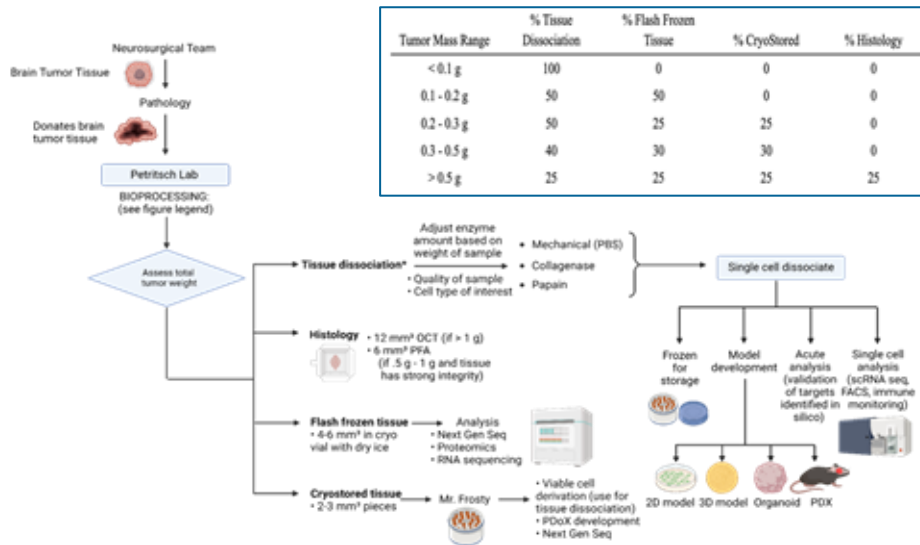 % Tissue % Flash Frozen
Tumor Mass Range Dissociation Tissue % CryoStored % Histology
< 0.1 g 100 0 0 0
0.1 - 0.2 g 50 50 0 0
0.2 - 0.3 g 50 25 25 0
0.3 - 0.5 g 40 30 30 0
> 0.5 g 25 25 25 25
Neurosurgical Team
Brain Tumor Tissue
Pathology
Donates brain
tumor tissue
Petritsch Lab
BIOPROCESSING:
(see figure legend)
Assess total
tumor weight
Tissue dissociation*
Adjust enzyme
amount based on
weight of sample
• Quality of sample
• Cell type of interest
• Mechanical (PBS)
• Collagenase
• Papain
Single cell dissociate
Histology
• 12 mm³ OCT (if > 1 g)
• 6 mm³ PFA
(if .5 g - 1 g and tissue
has strong integrity)
Flash frozen tissue
• 4-6 mm³ in cryo
vial with dry ice
Analysis
• Next Gen Seq
• Proteomics
• RNA sequencing
Cryostored tissue
• 2-3 mm³ pieces
Mr. Frosty
• Viable cell
derivation (use for
tissue dissociation)
• PDoX development
• Next Gen Seq
Frozen
for
storage
Model
development
Acute
analysis
(validation
of targets
identified in
silico)
Single cell
analysis
(scRNA seq,
FACS, immune
monitoring)
2D model
3D model
Organoid
PDX